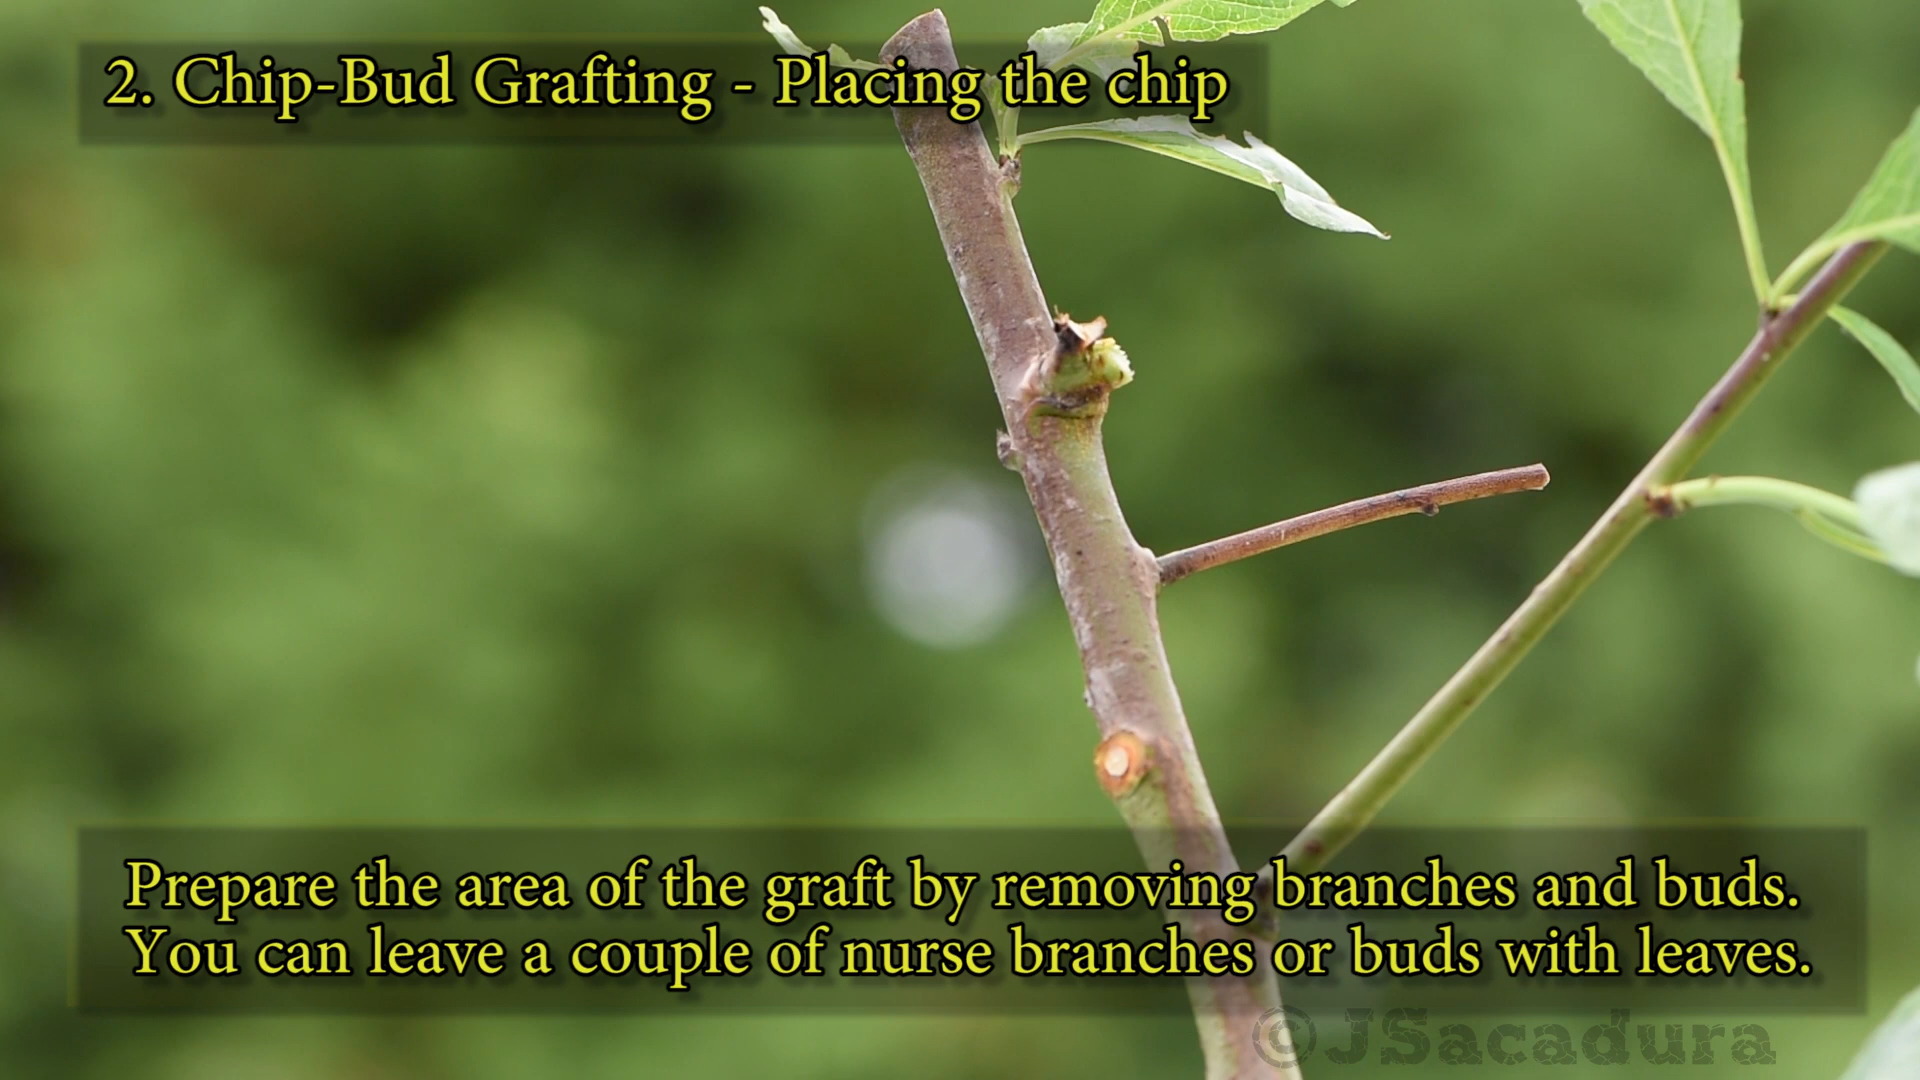 2. Chip-Bud Grafting - Placing the chip
Prepare the area of the graft by removing branches and buds.
You can leave a couple of nurse branches or buds with leaves.
©JSacadura